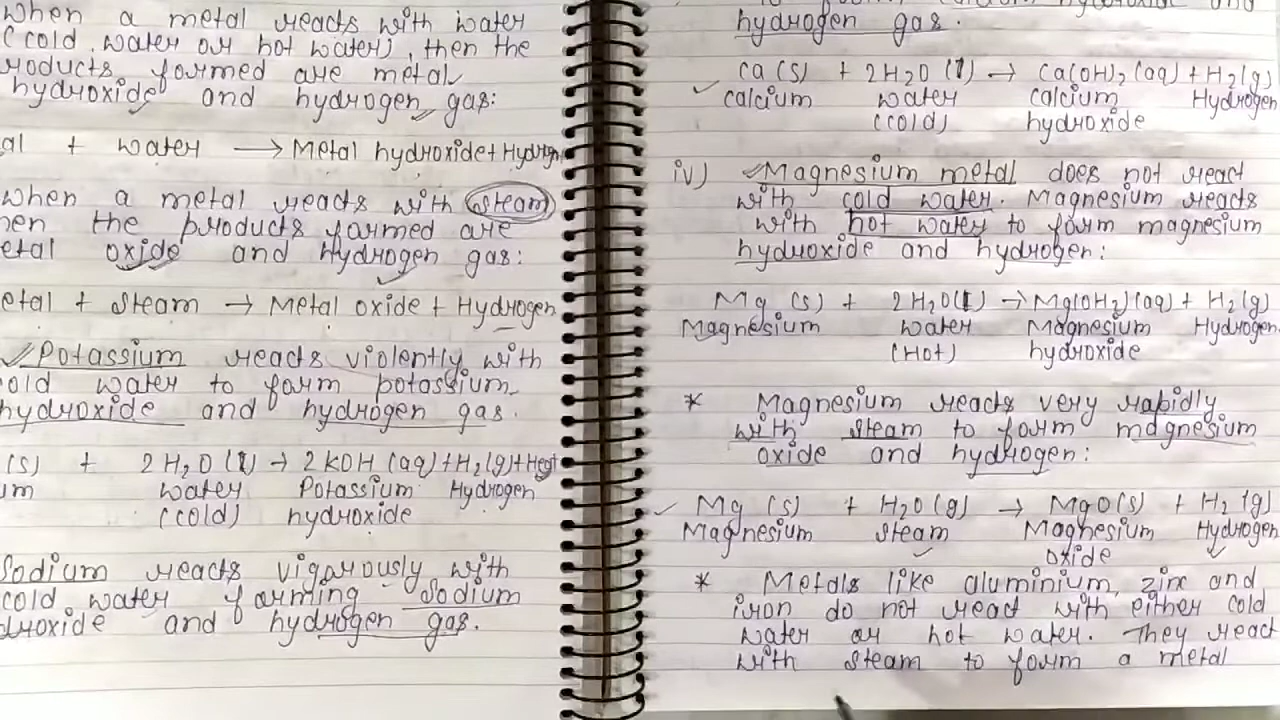 when a metal reacts with water
(cold water or hot water), then the
roducts formed are metal
hydroxide and hydrogen gas:
al + water → Metal hydroxide + Hydrogn
when a metal reacts with steam
hen the products formed are
etal oxide and hydrogen gas:
etal + steam → Metal oxide + Hydrogen
Potassium reacts violently with
old water to form potassium
hydroxide and hydrogen gas.
(s) + 2H₂O (l) → 2KOH (aq) + H₂(g) + Heat
um water Potassium Hydrogen
(cold) hydroxide
Sodium reacts vigorously with
cold water forming Sodium
droxide and hydrogen gas.
hydrogen gas.
Ca (s) + 2H₂O (l) → Ca(OH)₂ (aq) + H₂(g)
calcium water calcium Hydrogen
(cold) hydroxide
iv) Magnesium metal does not react
with cold water. Magnesium reacts
with hot water to form magnesium
hydroxide and hydrogen:
Mg (s) + 2H₂O(l) → Mg(OH₂)(aq) + H₂(g)
Magnesium water Magnesium Hydrogen
(Hot) hydroxide
* Magnesium reacts very rapidly
with steam to form magnesium
oxide and hydrogen:
Mg (s) + H₂O (g) → MgO(s) + H₂ (g)
Magnesium steam Magnesium Hydrogen
oxide
* Metals like aluminium, zinc and
iron do not react with either cold
water or hot water. They react
with steam to form a metal